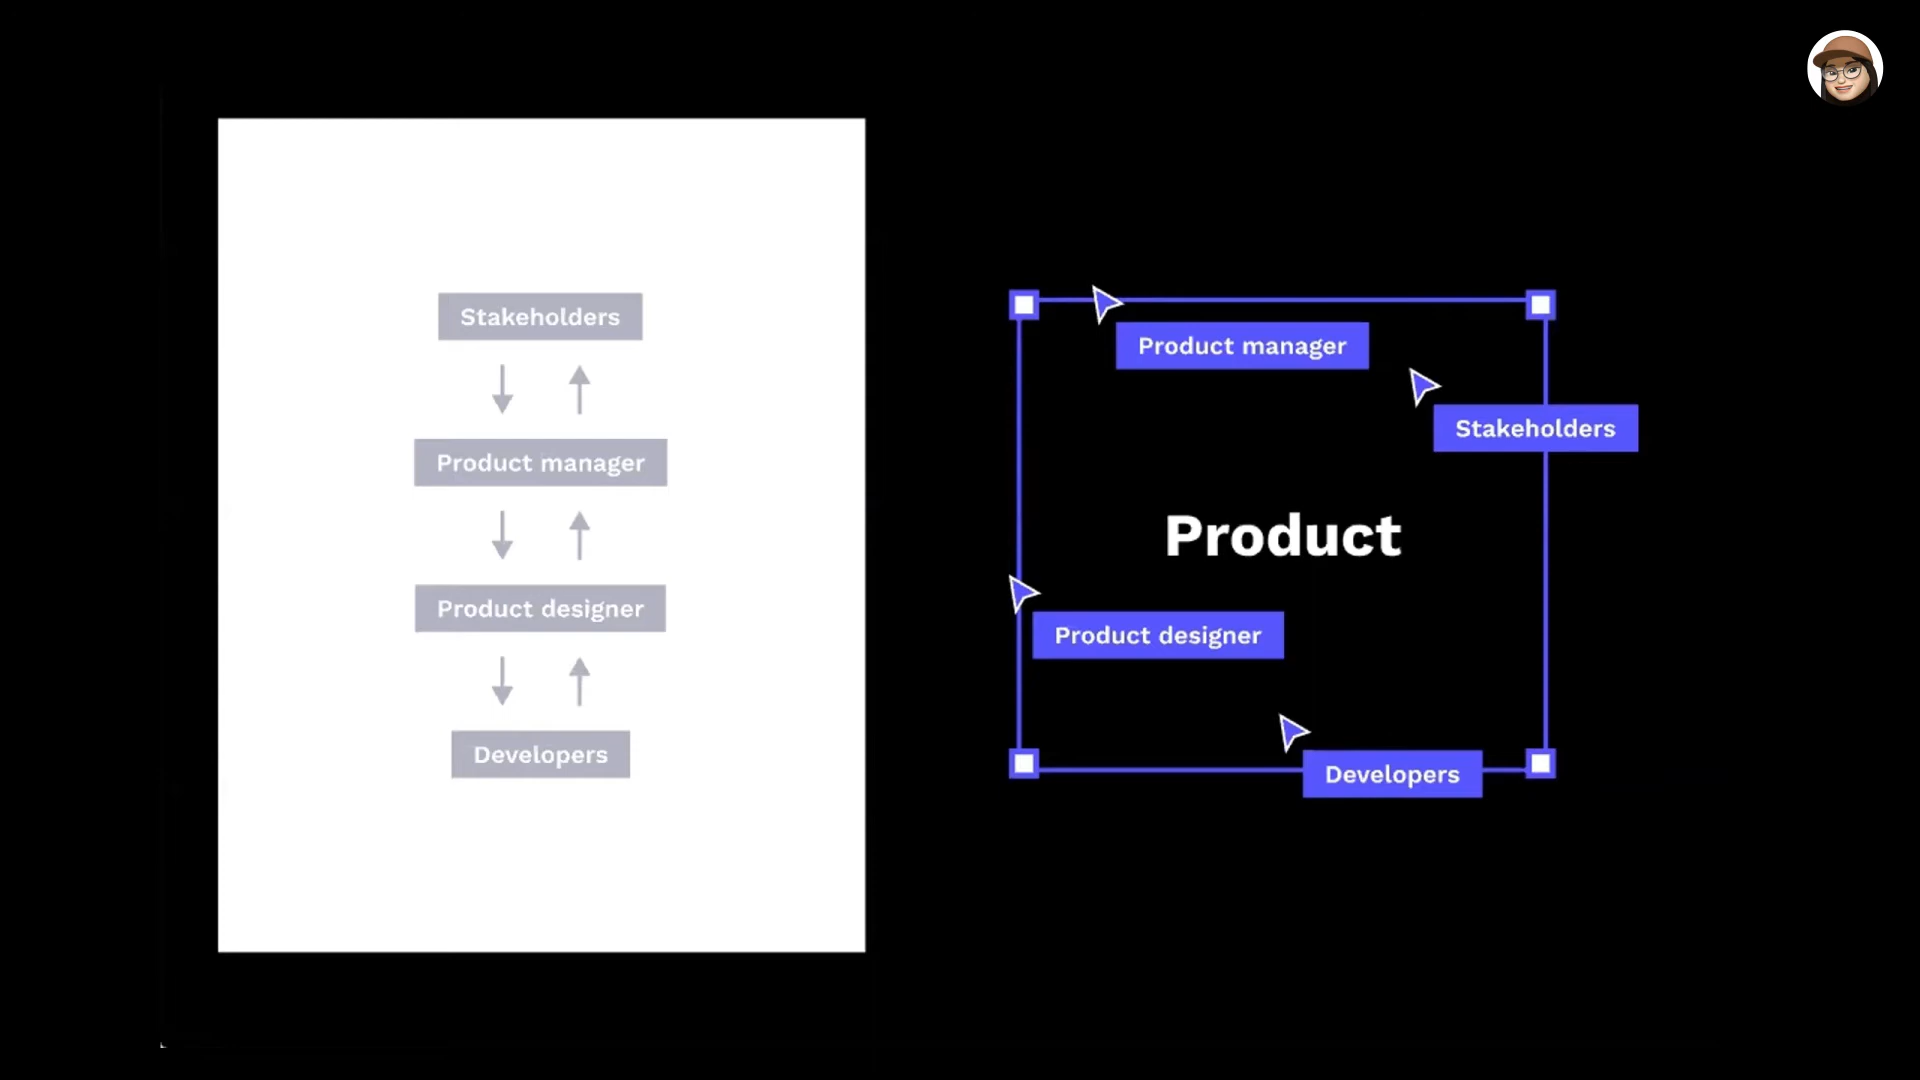 Stakeholders
Product manager
Product designer
Developers
Product manager
Stakeholders
Product
Product designer
Developers